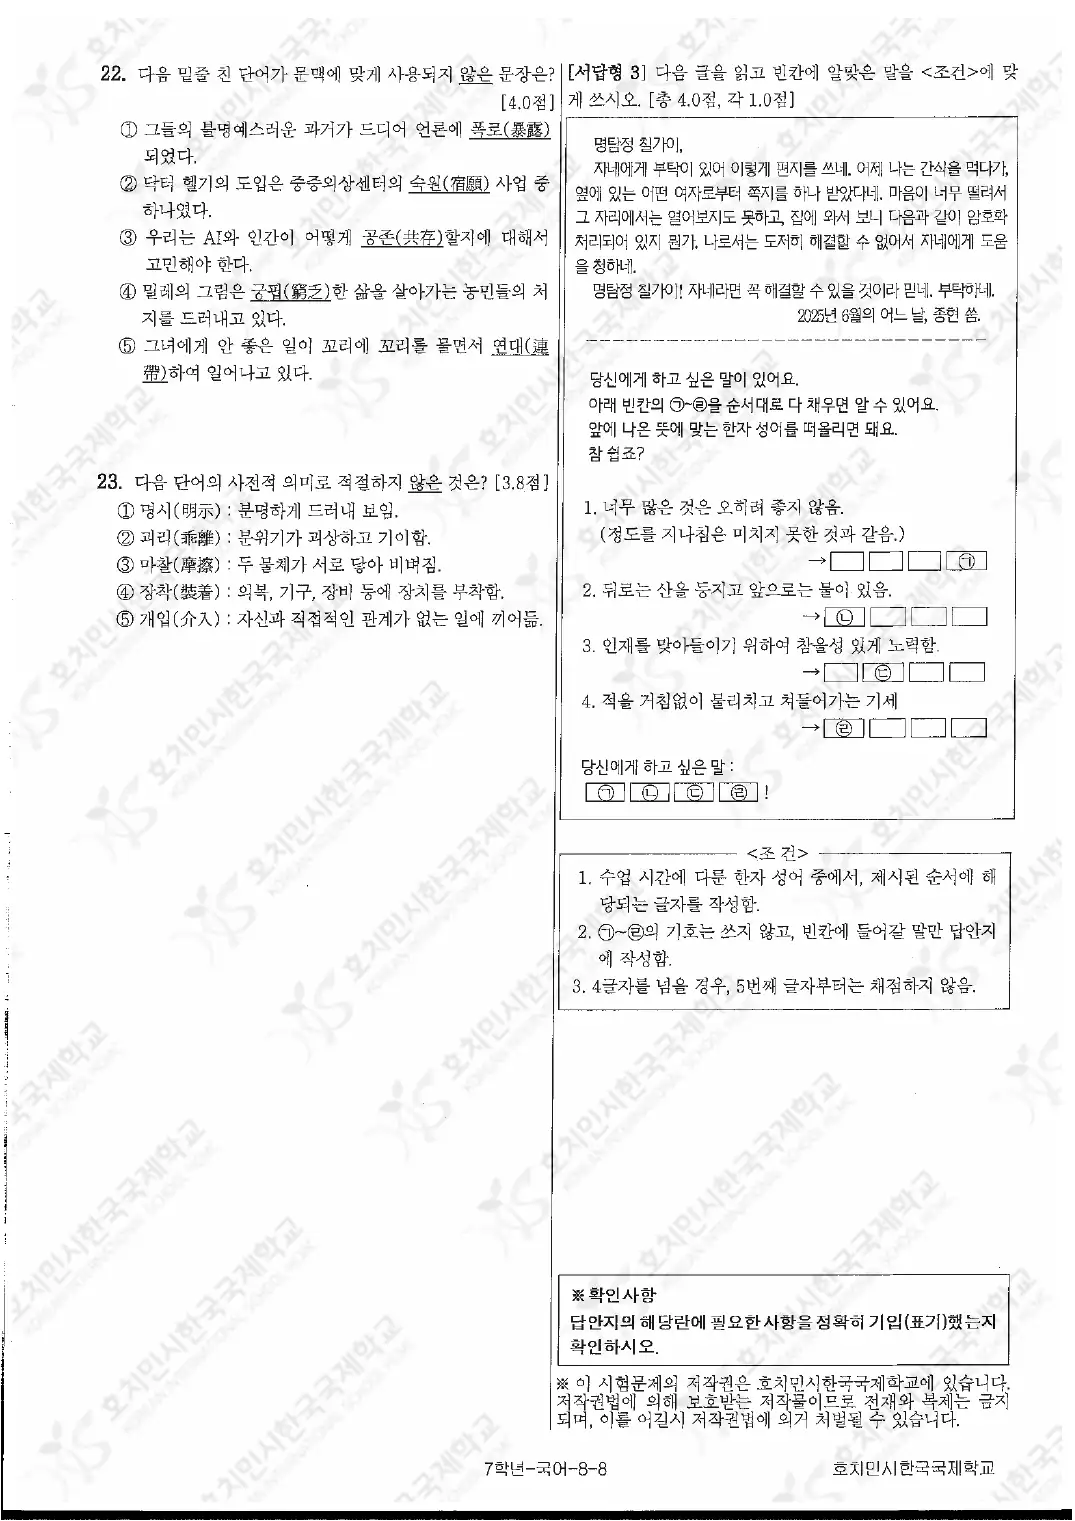 22. 다음 밑줄 친 단어가 문맥에 맞게 사용되지 않은 문장은?
[4.0점]
① 그들의 불명예스러운 과거가 드디어 언론에 폭로(暴露)
되었다.
② 닥터 헬기의 도입은 중증외상센터의 숙원(宿願) 사업 중
하나였다.
③ 우리는 AI와 인간이 어떻게 공존(共存)할지에 대해서
고민해야 한다.
④ 밀레의 그림은 궁핍(窮乏)한 삶을 살아가는 농민들의 처
지를 드러내고 있다.
⑤ 그녀에게 안 좋은 일이 꼬리에 꼬리를 물면서 연대(連
帶)하여 일어나고 있다.
23. 다음 단어의 사전적 의미로 적절하지 않은 것은? [3.8점]
① 명시(明示) : 분명하게 드러내 보임.
② 괴리(乖離) : 분위기가 괴상하고 기이함.
③ 마찰(摩擦) : 두 물체가 서로 닿아 비벼짐.
④ 장착(裝着) : 의복, 기구, 장비 등에 장치를 부착함.
⑤ 개입(介入) : 자신과 직접적인 관계가 없는 일에 끼어듦.
[서답형 3] 다음 글을 읽고 빈칸에 알맞은 말을 <조건>에 맞
게 쓰시오. [총 4.0점, 각 1.0점]
명탐정 칠가이,
자네에게 부탁이 있어 이렇게 편지를 쓰네. 어제 나는 간식을 먹다가,
옆에 있는 어떤 여자로부터 쪽지를 하나 받았다네. 마음이 너무 떨려서
그 자리에서는 열어보지도 못하고, 집에 와서 보니 다음과 같이 암호화
처리되어 있지 뭔가. 나로서는 도저히 해결할 수 없어서 자네에게 도움
을 청하네.
명탐정 칠가이! 자네라면 꼭 해결할 수 있을 것이라 믿네. 부탁하네.
2025년 6월의 어느 날, 종헌 씀.
당신에게 하고 싶은 말이 있어요.
아래 빈칸의 ㉠~㉣을 순서대로 다 채우면 알 수 있어요.
앞에 나온 뜻에 맞는 한자 성어를 떠올리면 돼요.
참 쉽죠?
1. 너무 많은 것은 오히려 좋지 않음.
(정도를 지나침은 미치지 못한 것과 같음.)
→ ㉠
2. 뒤로는 산을 등지고 앞으로는 물이 있음.
→ ㉡
3. 인재를 맞아들이기 위하여 참을성 있게 노력함.
→ ㉢
4. 적을 거침없이 물리치고 쳐들어가는 기세
→ ㉣
당신에게 하고 싶은 말 :
㉠ ㉡ ㉢ ㉣ !
<조건>
1. 수업 시간에 다룬 한자 성어 중에서, 제시된 순서에 해
당되는 글자를 작성함.
2. ㉠~㉣의 기호는 쓰지 않고, 빈칸에 들어갈 말만 답안지
에 작성함.
3. 4글자를 넘을 경우, 5번째 글자부터는 채점하지 않음.
※ 확인사항
답안지의 해당란에 필요한 사항을 정확히 기입(표기)했는지
확인하시오.
※ 이 시험문제의 저작권은 호치민시한국국제학교에 있습니다.
저작권법에 의해 보호받는 저작물이므로 전재와 복제는 금지
되며, 이를 어길시 저작권법에 의거 처벌될 수 있습니다.
7학년-국어-8-8
호치민시한국국제학교